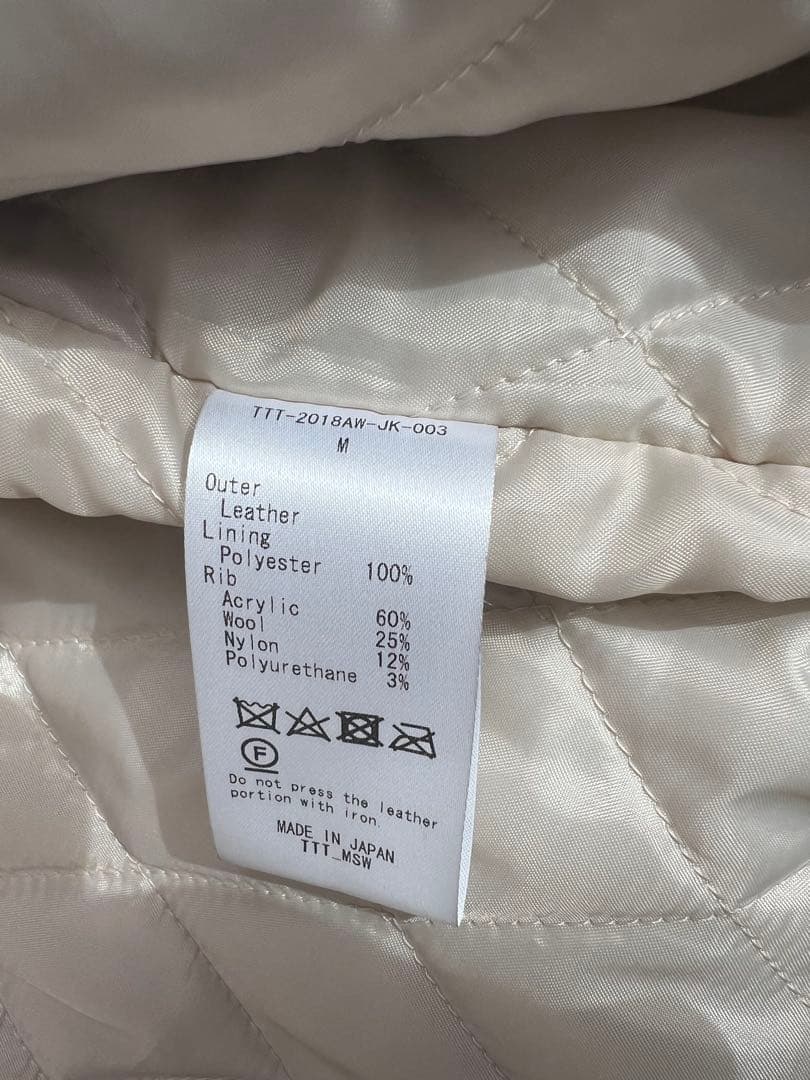 TTT-2018AW-JK-003
M
Outer
Leather
Lining
Polyester 100%
Rib
Acrylic 60%
Wool 25%
Nylon 12%
Polyurethane 3%
F
Do not press the leather
portion with iron.
MADE IN JAPAN
TTT_MSW